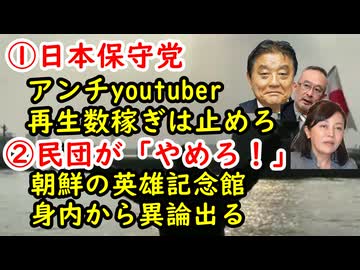 ①日本保守党
アンチyoutuber
再生数稼ぎは止めろ
②民団が「やめろ！」
朝鮮の英雄記念館
身内から異論出る